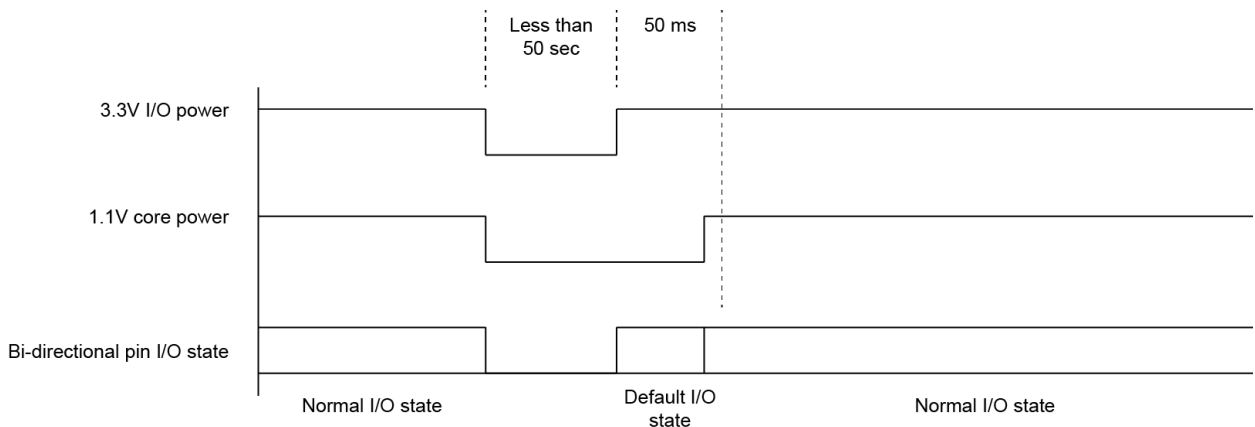 Less than
50 sec
50 ms
3.3V I/O power
1.1V core power
Bi-directional pin I/O state
Normal I/O state
Default I/O
state
Normal I/O state